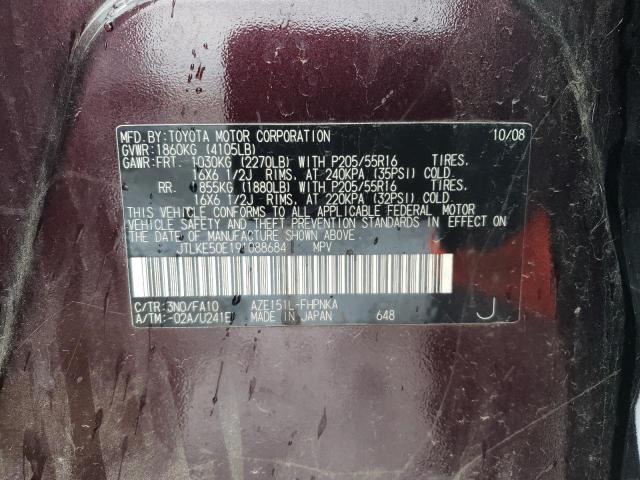 MFD.BY:TOYOTA MOTOR CORPORATION 10/08
GVWR:1860KG (4105LB)
GAWR:FRT. 1030KG (2270LB) WITH P205/55R16 TIRES.
16X6 1/2J RIMS. AT 240KPA (35PSI) COLD.
RR. 855KG (1880LB) WITH P205/55R16 TIRES.
16X6 1/2J RIMS. AT 220KPA (32PSI) COLD.
THIS VEHICLE CONFORMS TO ALL APPLICABLE FEDERAL MOTOR
VEHICLE SAFETY AND THEFT PREVENTION STANDARDS IN EFFECT ON
THE DATE OF MANUFACTURE SHOWN ABOVE.
JTLKE50E191088684 MPV
C/TR:3N0/FA10 AZE151L-FHPNKA
A/TM:-02A/U241E MADE IN JAPAN 648 J